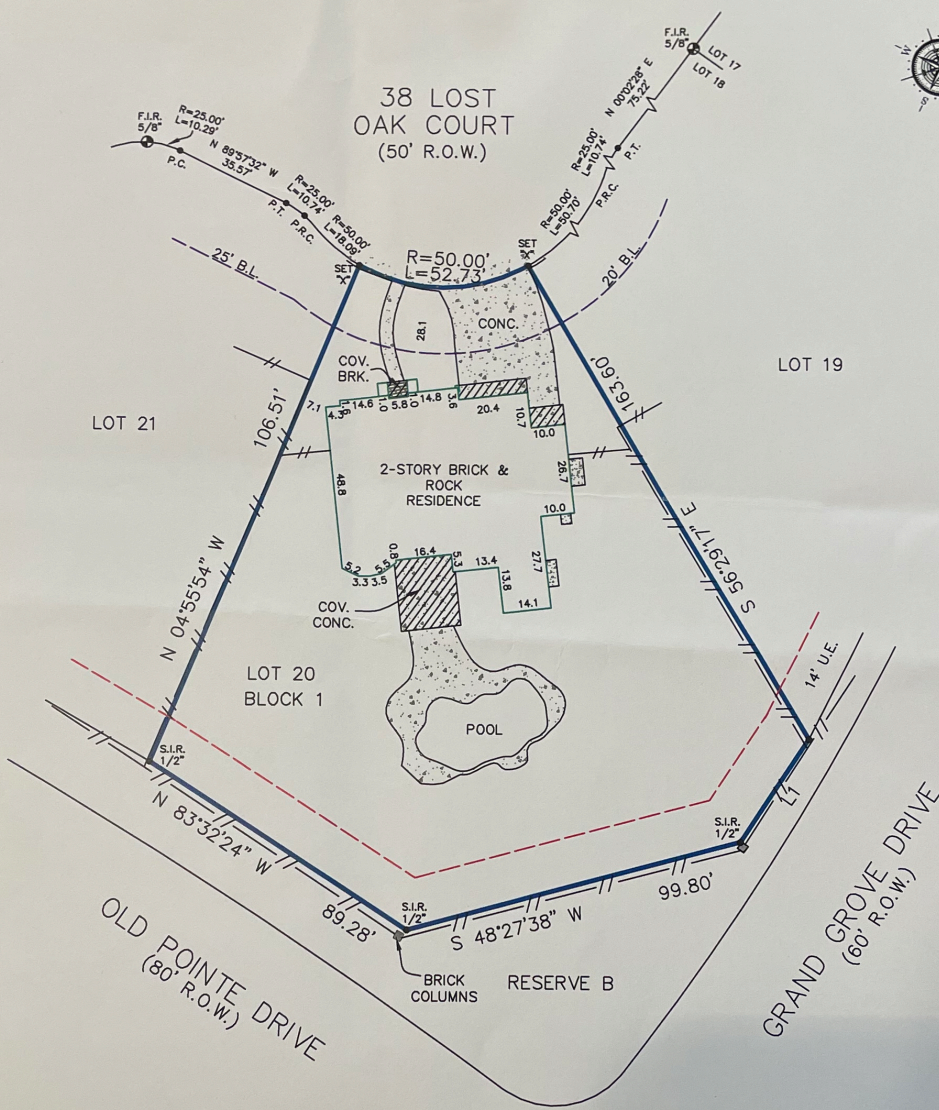 F.I.R.
5/8"
LOT 17
LOT 18
N 00°02'28" E
75.22'
38 LOST
OAK COURT
(50' R.O.W.)
W
S
F.I.R.
5/8"
R=25.00'
L=10.29'
P.C.
N 89°57'32" W
35.57'
P.T.
P.R.C.
R=25.00'
L=10.74'
R=50.00'
L=18.09'
R=25.00'
L=10.74'
P.T.
P.R.C.
R=50.00'
L=50.70'
SET
"X"
SET
"X"
R=50.00'
L=52.73'
25' B.L.
20' B.L.
28.1
CONC.
COV.
BRK.
LOT 19
LOT 21
106.51'
163.60'
7.1
4.3
1.6
14.6
1.0
5.8
1.0
14.8
3.6
20.4
10.7
10.0
48.8
2-STORY BRICK &
ROCK
RESIDENCE
26.7
10.0
27.7
5.2
3.3
3.5
5.5
0.8
16.4
5.3
13.4
13.8
14.1
COV.
CONC.
N 04°55'54" W
S 56°29'17" E
LOT 20
BLOCK 1
POOL
14' U.E.
S.I.R.
1/2"
S.I.R.
1/2"
S.I.R.
1/2"
L1
N 83°32'24" W
89.28'
S 48°27'38" W
99.80'
BRICK
COLUMNS
RESERVE B
OLD POINTE DRIVE
(80' R.O.W.)
GRAND GROVE DRIVE
(60' R.O.W.)